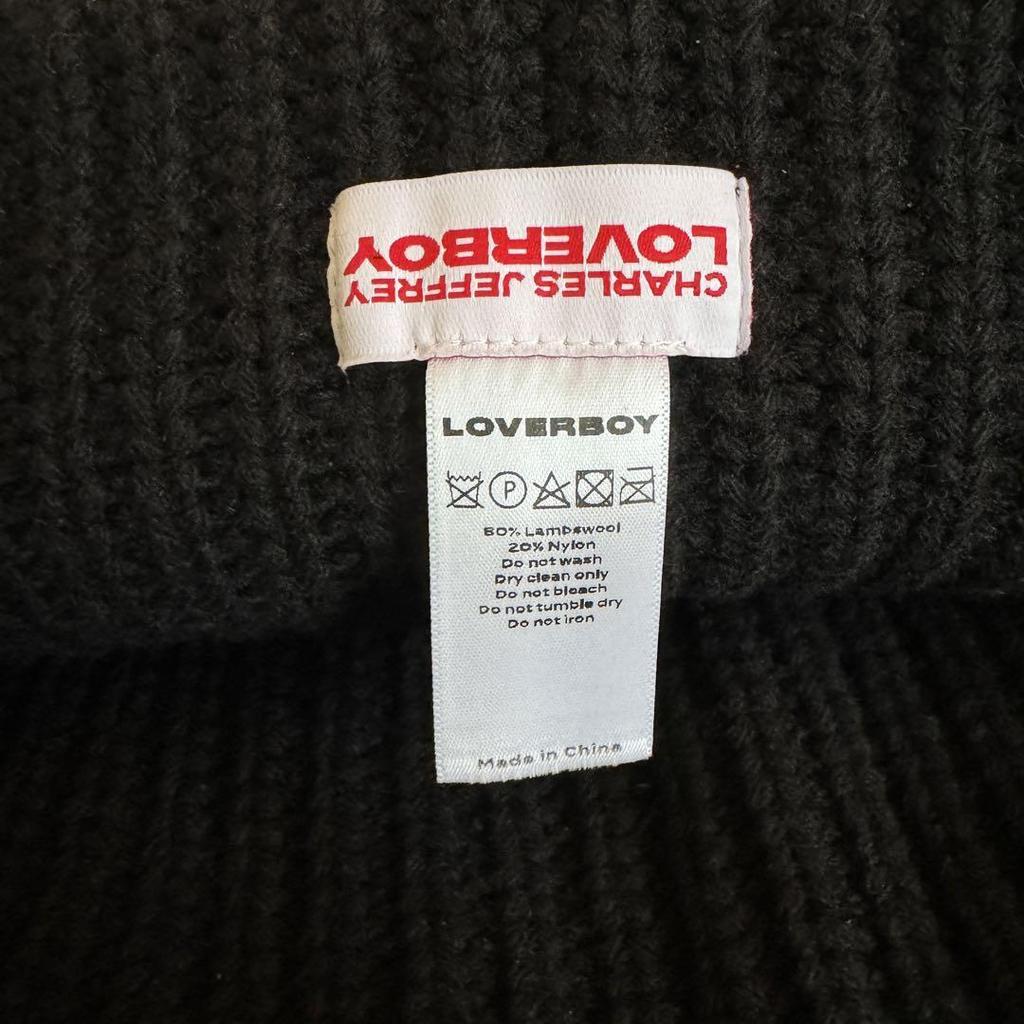 CHARLES JEFFREY
LOVERBOY
LOVERBOY
P
80% Lambswool
20% Nylon
Do not wash
Dry clean only
Do not bleach
Do not tumble dry
Do not iron
Made in China